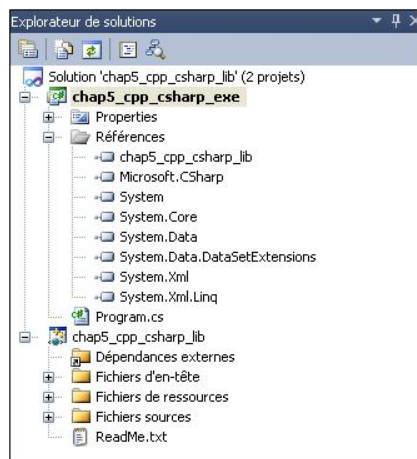 Explorateur de solutions
Solution 'chap5_cpp_csharp_lib' (2 projets)
chap5_cpp_csharp_exe
Properties
Références
chap5_cpp_csharp_lib
Microsoft.CSharp
System
System.Core
System.Data
System.Data.DataSetExtensions
System.Xml
System.Xml.Linq
Program.cs
chap5_cpp_csharp_lib
Dépendances externes
Fichiers d'en-tête
Fichiers de ressources
Fichiers sources
ReadMe.txt